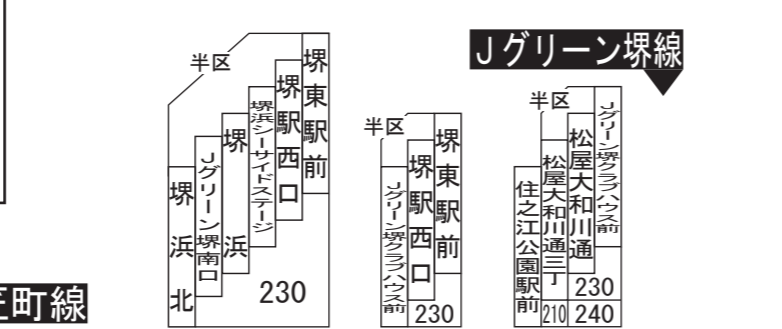 Ｊグリーン堺線
半区
堺東駅前
堺駅西口
堺浜シーサイドステージ
堺浜
Ｊグリーン堺南口
堺浜北
230
半区
堺東駅前
堺駅西口
Ｊグリーン堺クラブハウス前
230
半区
Ｊグリーン堺クラブハウス前
松屋大和川通
松屋大和川通三丁
住之江公園駅前
230
210 240
町線